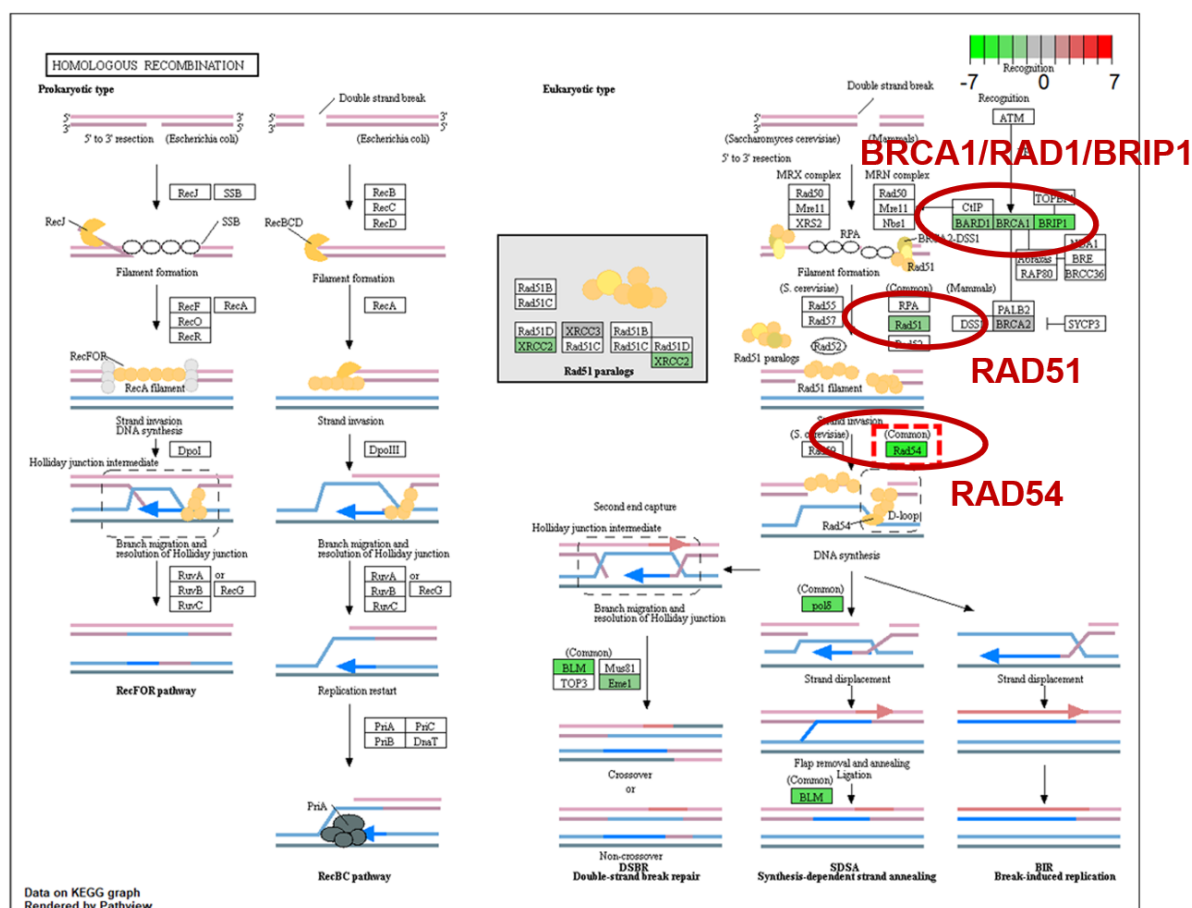 HOMOLOGOUS RECOMBINATION
-7 0 7
Recognition
Prokaryotic type
Eukaryotic type
Double strand break
Double strand break
Recognition
ATM
5' 3'
3' 5'
5' 3'
3' 5'
5' to 3' resection (Escherichia coli)
(Escherichia coli)
(Saccharomyces cerevisiae) (Mammals)
5' to 3' resection
BRCA1/RAD1/BRIP1
MRX complex
Rad50
Mre11
XRS2
MRN complex
Rad50
Mre11
Nbs1
CtIP
BARD1 BRCA1 BRIP1
RecJ SSB
RecJ
SSB
RecB
RecC
RecD
RecBCD
RPA
BRCA2-DSS1
Rad51
BRE
RAP80 BRCC36
Filament formation
Filament formation
Filament formation
RecF RecA
RecO
RecR
RecA
(S. cerevisiae)
Rad55
Rad57
(Common)
RPA
Rad51
(Mammals)
PALB2
BRCA2
SYCP3
Rad52
Rad51 paralogs
Rad51B
Rad51C
Rad51D XRCC3 Rad51B
XRCC2 Rad51C Rad51C Rad51D
XRCC2
Rad51 paralogs
RAD51
RecFOR
RecA filament
Rad51 filament
Strand invasion
DNA synthesis
Strand invasion
Strand invasion
DpoI
DpoIII
(S. cerevisiae)
(Common)
Rad54
RAD54
Holliday junction intermediate
Rad54
D-loop
Second end capture
Holliday junction intermediate
DNA synthesis
Branch migration and
resolution of Holliday junction
Branch migration and
resolution of Holliday junction
RuvA or
RuvB RecG
RuvC
RuvA or
RuvB RecG
RuvC
Branch migration and
resolution of Holliday junction
(Common)
polδ
(Common)
BLM Mus81
TOP3 Eme1
RecFOR pathway
Replication restart
Strand displacement
Strand displacement
PriA PriC
PriB DnaT
PriA
Crossover
or
Non-crossover
Flap removal and annealing
Ligation
(Common)
BLM
RecBC pathway
DSBR
Double-strand break repair
SDSA
Synthesis-dependent strand annealing
BIR
Break-induced replication
Data on KEGG graph
Rendered by Pathview